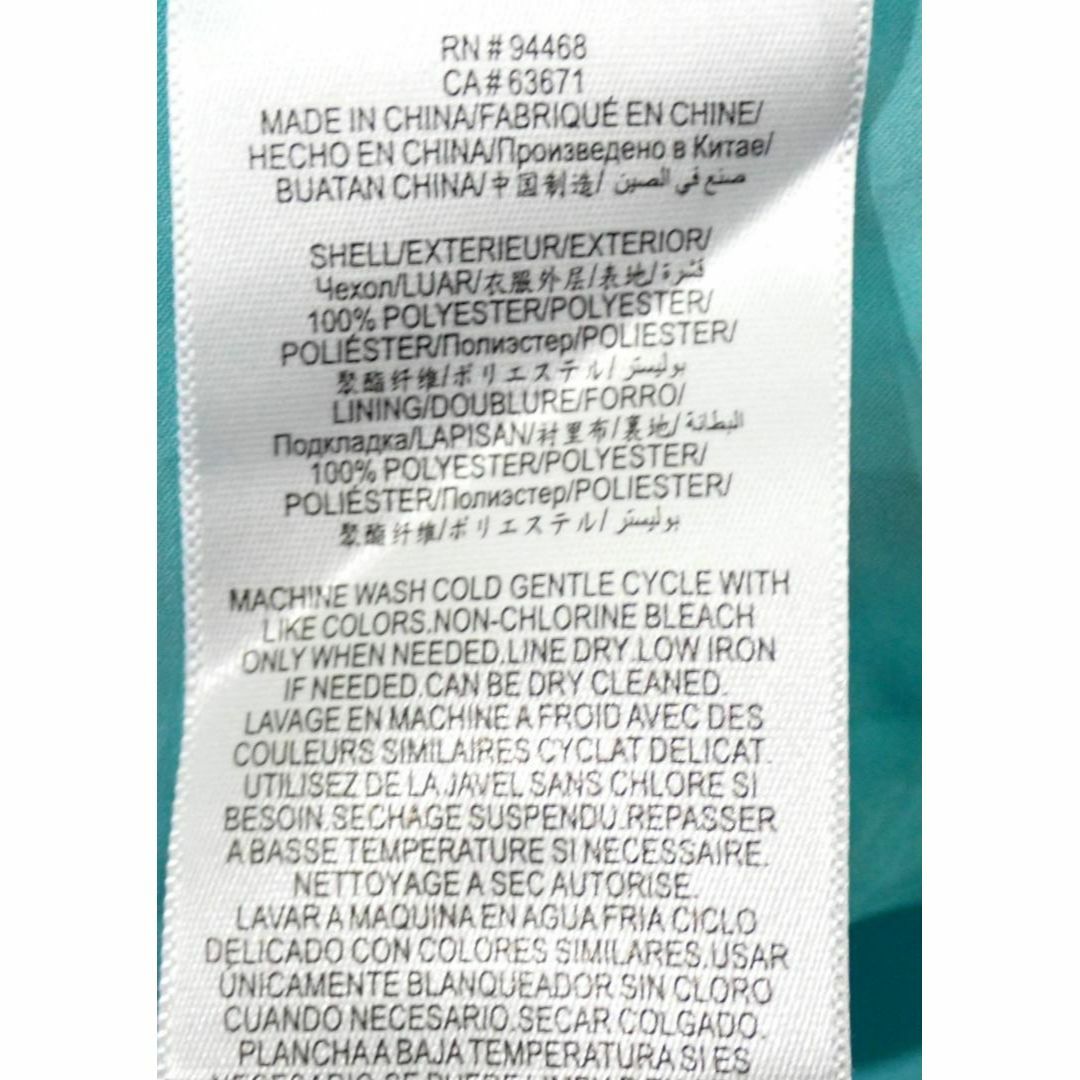 RN # 94468
CA# 63671
MADE IN CHINA/FABRIQUÉ EN CHINE/
HECHO EN CHINA/Произведено в Китае/
BUATAN CHINA/中国制造/ صنع في الصين
SHELL/EXTERIEUR/EXTERIOR/
Чехол/LUAR/衣服外层/表地/قشرة
100% POLYESTER/POLYESTER/
POLIÉSTER/Полиэстер/POLIESTER/
聚酯纤维/ポリエステル/ بوليستر
LINING/DOUBLURE/FORRO/
Подкладка/LAPISAN/衬里布/裏地/البطانة
100% POLYESTER/POLYESTER/
POLIÉSTER/Полиэстер/POLIESTER/
聚酯纤维/ポリエステル/ بوليستر
MACHINE WASH COLD GENTLE CYCLE WITH
LIKE COLORS.NON-CHLORINE BLEACH
ONLY WHEN NEEDED.LINE DRY.LOW IRON
IF NEEDED.CAN BE DRY CLEANED.
LAVAGE EN MACHINE A FROID AVEC DES
COULEURS SIMILAIRES CYCLAT DELICAT.
UTILISEZ DE LA JAVEL SANS CHLORE SI
BESOIN.SECHAGE SUSPENDU.REPASSER
A BASSE TEMPERATURE SI NECESSAIRE.
NETTOYAGE A SEC AUTORISE.
LAVAR A MAQUINA EN AGUA FRIA CICLO
DELICADO CON COLORES SIMILARES.USAR
ÚNICAMENTE BLANQUEADOR SIN CLORO
CUANDO NECESARIO.SECAR COLGADO.
PLANCHA A BAJA TEMPERATURA SI ES